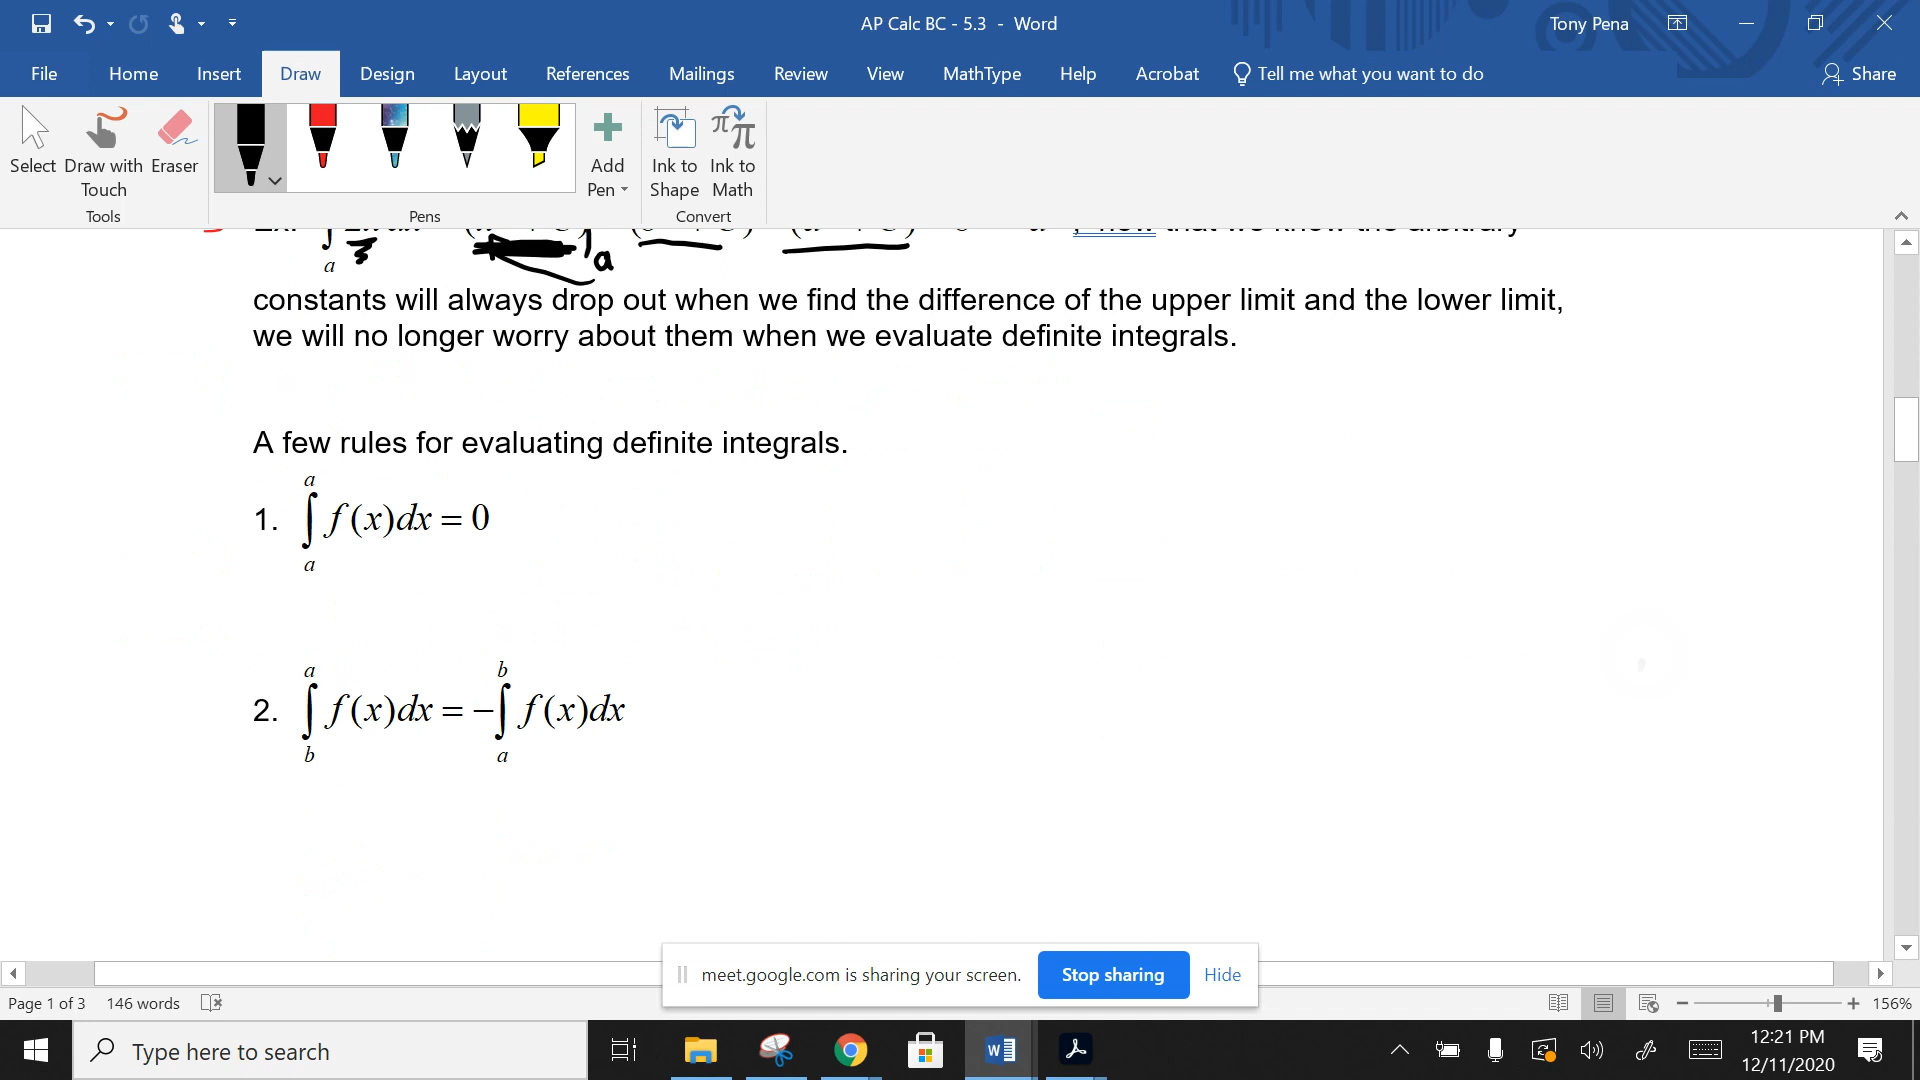 AP Calc BC - 5.3 - Word
Tony Pena
File Home Insert Draw Design Layout References Mailings Review View MathType Help Acrobat Tell me what you want to do Share
Select Draw with Touch Eraser Add Pen Ink to Shape Ink to Math
Tools Pens Convert
a
a
constants will always drop out when we find the difference of the upper limit and the lower limit,
we will no longer worry about them when we evaluate definite integrals.
A few rules for evaluating definite integrals.
a
1. ∫ f(x)dx = 0
a
a b
2. ∫ f(x)dx = −∫ f(x)dx
b a
meet.google.com is sharing your screen. Stop sharing Hide
Page 1 of 3 146 words 156%
Type here to search
12:21 PM
12/11/2020